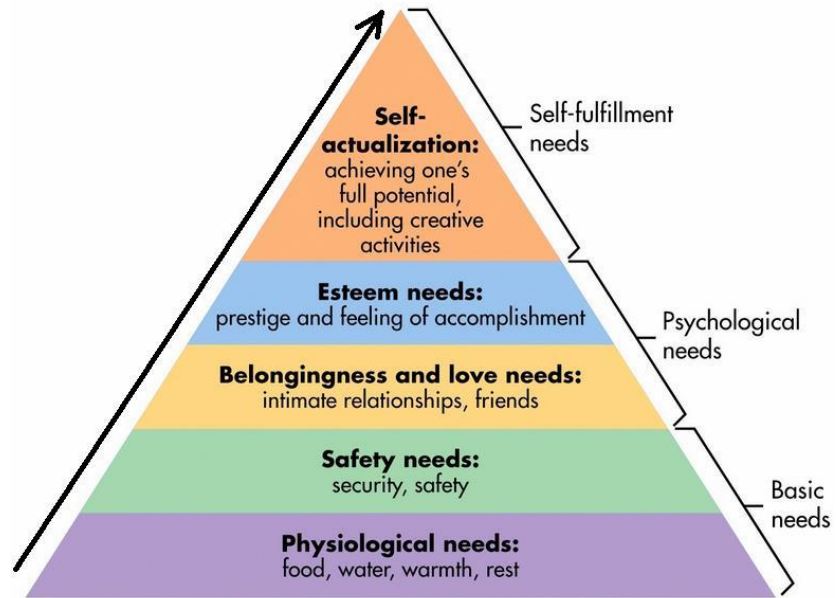 Self-
actualization:
achieving one's
full potential,
including creative
activities
Self-fulfillment
needs
Esteem needs:
prestige and feeling of accomplishment
Psychological
needs
Belongingness and love needs:
intimate relationships, friends
Safety needs:
security, safety
Basic
needs
Physiological needs:
food, water, warmth, rest